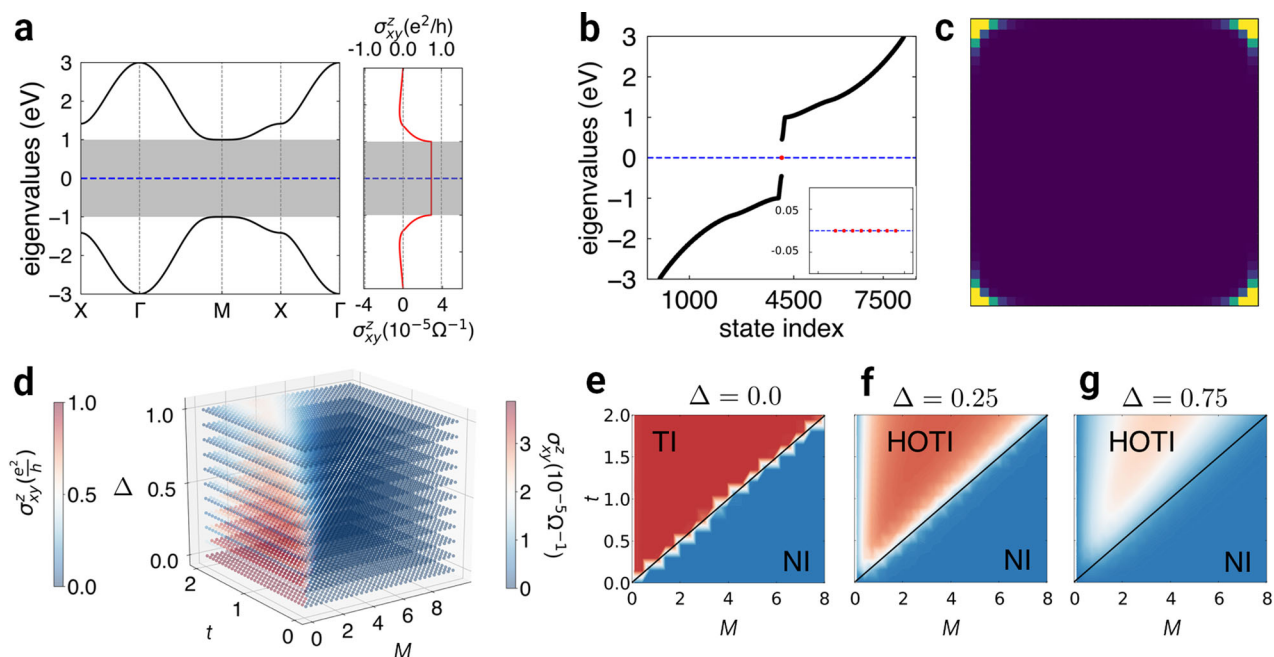 a
σ^z_xy(e²/h)
-1.0 0.0 1.0
eigenvalues (eV)
3
2
1
0
−1
−2
−3
X Γ M X Γ
-4 0 4
σ^z_xy(10⁻⁵Ω⁻¹)
b
eigenvalues (eV)
3
2
1
0
-1
-2
-3
0.05
-0.05
1000 4500 7500
state index
c
d
σ^z_xy(e²/h)
1.0
0.5
0.0
Δ
1.0
0.5
0.0
2
1
0
t
0 2 4 6 8
M
3
2
1
0
σ^z_xy(10⁻⁵Ω⁻¹)
e
Δ = 0.0
t
2.0
1.5
1.0
0.5
0.0
TI
NI
0 2 4 6 8
M
f
Δ = 0.25
HOTI
NI
0 2 4 6 8
M
g
Δ = 0.75
HOTI
NI
0 2 4 6 8
M